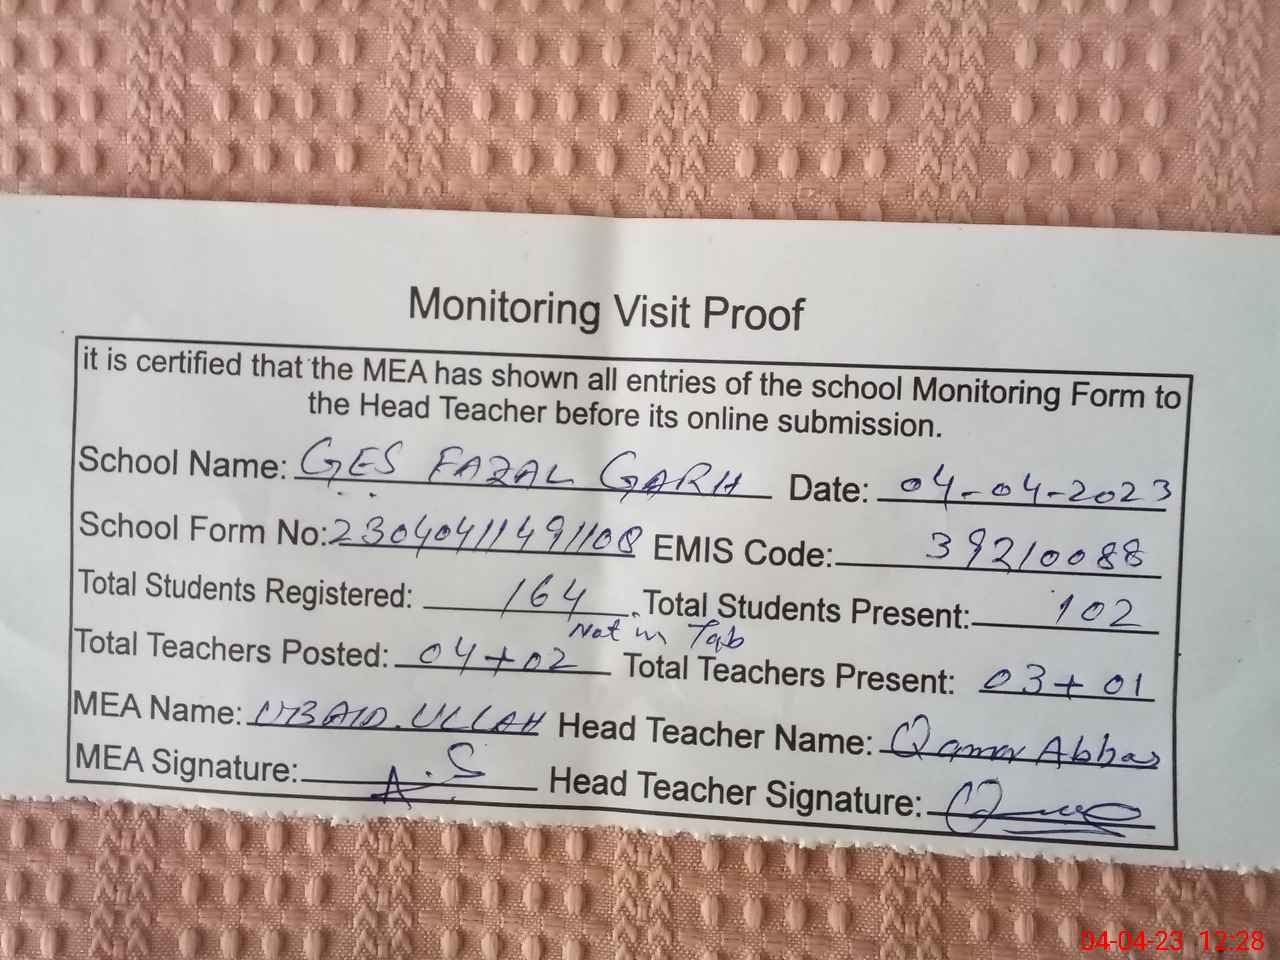 Monitoring Visit Proof
it is certified that the MEA has shown all entries of the school Monitoring Form to
the Head Teacher before its online submission.
School Name: GES FAZAL GARH Date: 04-04-2023
School Form No: 23040411491108 EMIS Code: 39210088
Total Students Registered: 164 Total Students Present: 102
Not in Tab
Total Teachers Posted: 04+02 Total Teachers Present: 03+01
MEA Name: UBAID.ULLAH Head Teacher Name: Qamar Abbas
MEA Signature: A.S Head Teacher Signature:
04-04-23 12:28